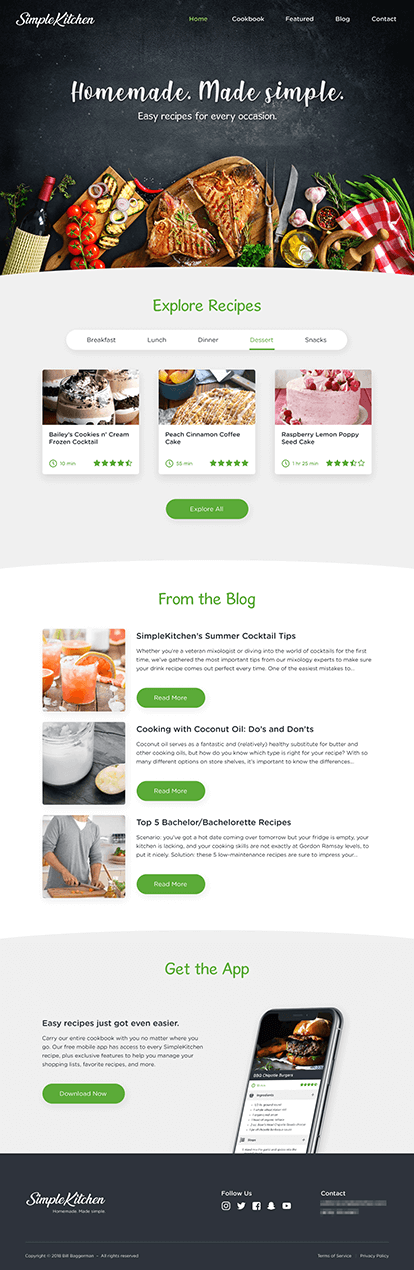 SimpleKitchen
Home Cookbook Featured Blog Contact
Homemade. Made simple.
Easy recipes for every occasion.
Explore Recipes
Breakfast Lunch Dinner Dessert Snacks
Bailey's Cookies n' Cream
Frozen Cocktail
10 min
Peach Cinnamon Coffee
Cake
55 min
Raspberry Lemon Poppy
Seed Cake
1 hr 25 min
Explore All
From the Blog
SimpleKitchen's Summer Cocktail Tips
Whether you're a veteran mixologist or diving into the world of cocktails for the first
time, we've gathered the most important tips from our mixology experts to make sure
your drink recipe comes out perfect every time. One of the easiest mistakes to...
Read More
Cooking with Coconut Oil: Do's and Don'ts
Coconut oil serves as a fantastic and (relatively) healthy substitute for butter and
other cooking oils, but how do you know which type is right for your recipe? With so
many different options on store shelves, it's important to know the differences...
Read More
Top 5 Bachelor/Bachelorette Recipes
Scenario: you've got a hot date coming over tomorrow but your fridge is empty, your
kitchen is lacking, and your cooking skills are not exactly at Gordon Ramsay levels, to
put it nicely. Solution: these 5 low-maintenance recipes are sure to impress your...
Read More
Get the App
Easy recipes just got even easier.
Carry our entire cookbook with you no matter where you
go. Our free mobile app has access to every SimpleKitchen
recipe, plus exclusive features to help you manage your
shopping lists, favorite recipes, and more.
Download Now
BBQ Chipotle Burgers
Ingredients
Steps
SimpleKitchen
Homemade. Made simple.
Follow Us
Contact
Copyright © 2018 Bill Baggerman - All rights reserved
Terms of Service | Privacy Policy